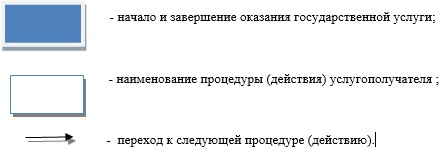 - начало и завершение оказания государственной услуги;
- наименование процедуры (действия) услугополучателя ;
- переход к следующей процедуре (действию).